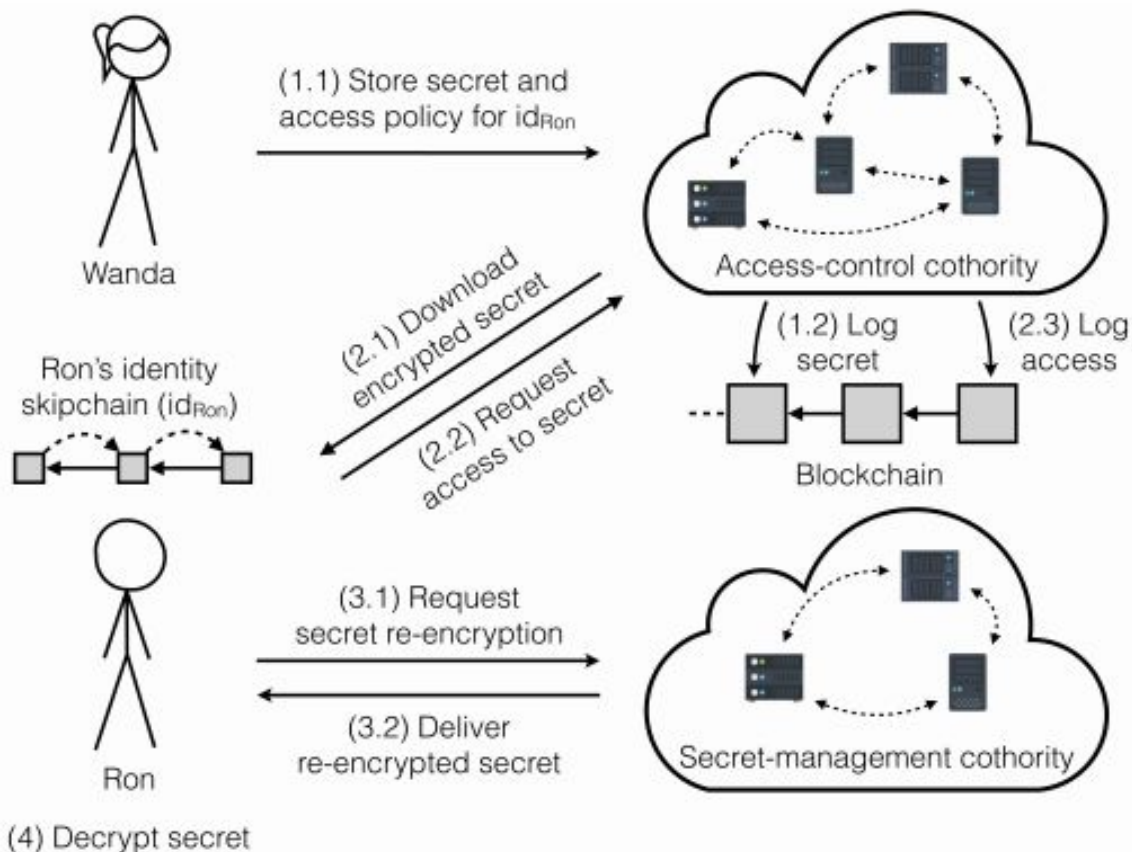 (1.1) Store secret and
access policy for idRon
Wanda
Access-control cothority
(2.1) Download
encrypted secret
(2.2) Request
access to secret
(1.2) Log
secret
(2.3) Log
access
Ron's identity
skipchain (idRon)
Blockchain
(3.1) Request
secret re-encryption
(3.2) Deliver
re-encrypted secret
Secret-management cothority
Ron
(4) Decrypt secret